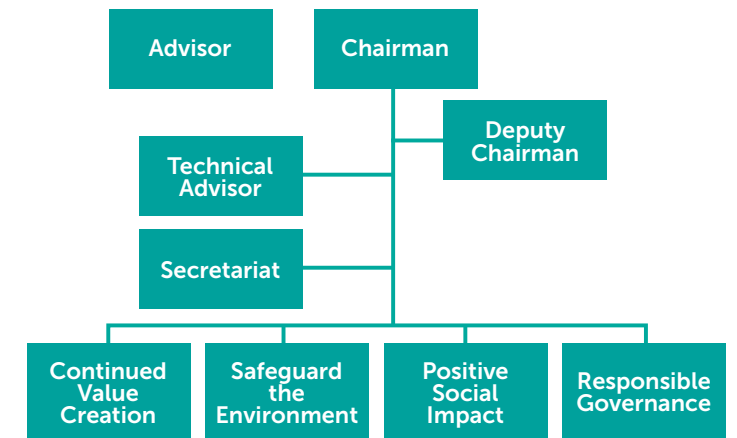 Advisor
Chairman
Deputy
Chairman
Technical
Advisor
Secretariat
Continued
Value
Creation
Safeguard
the
Environment
Positive
Social
Impact
Responsible
Governance